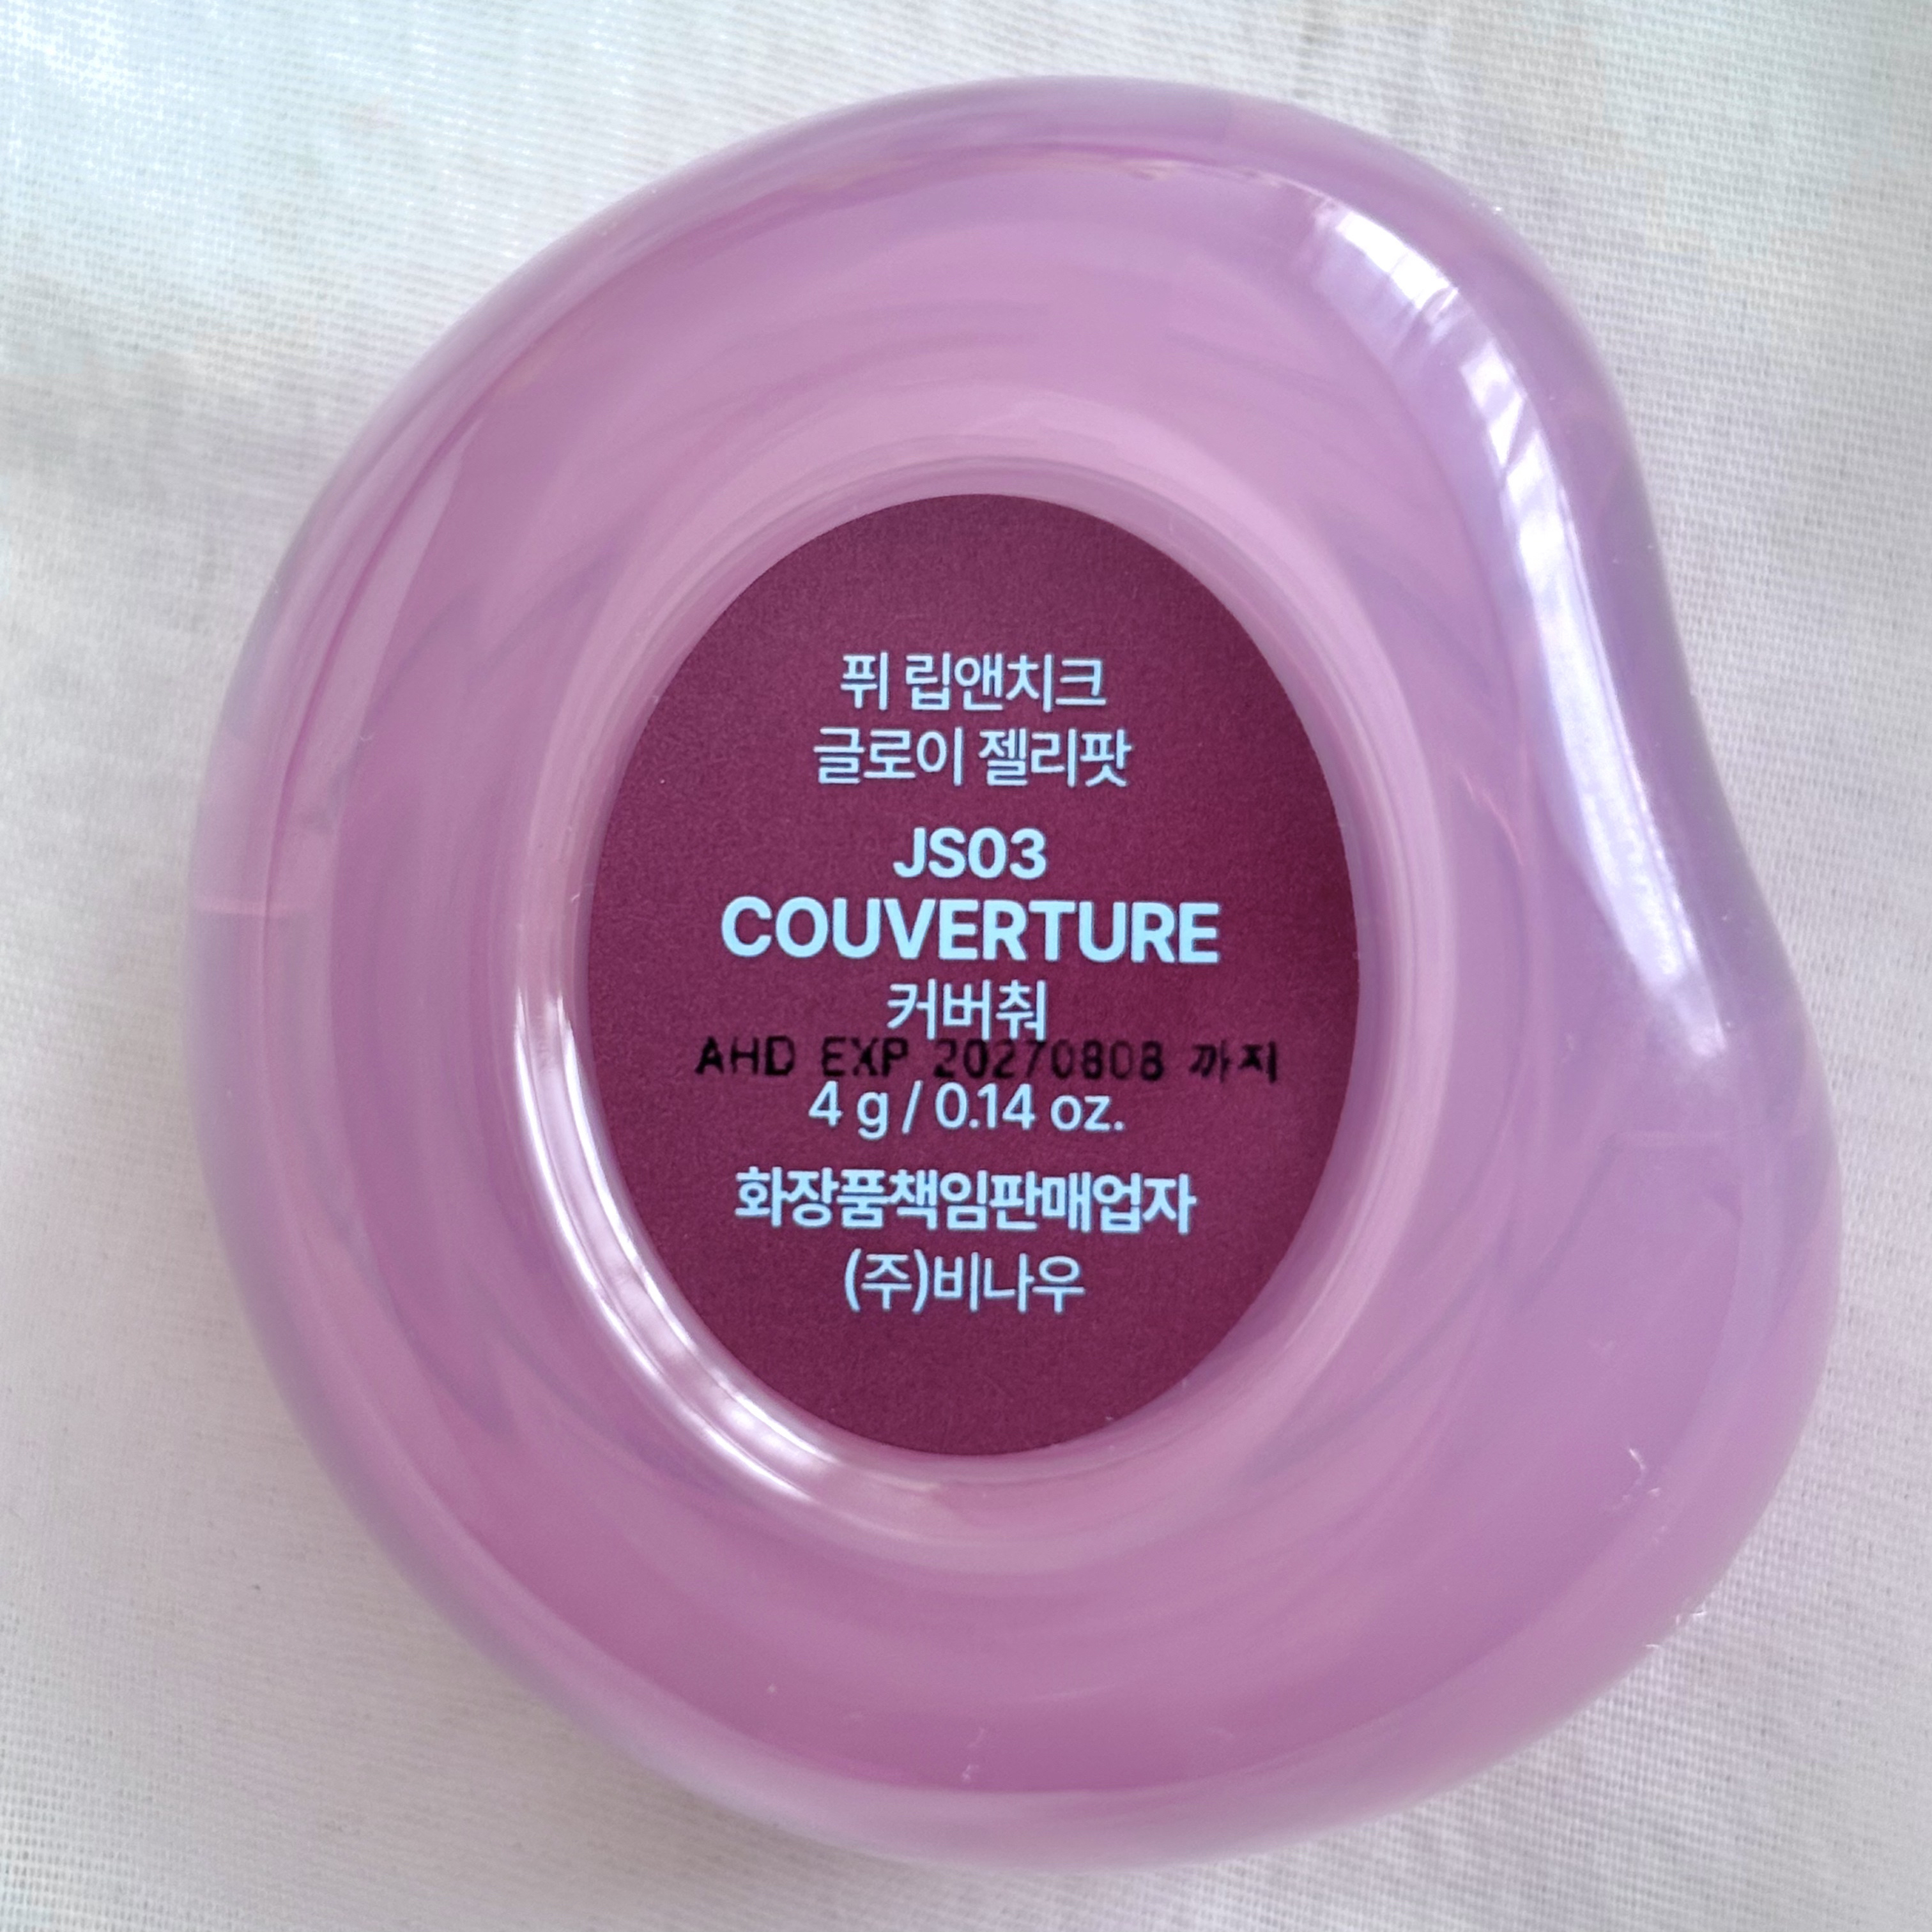 퓌 립앤치크
글로이 젤리팟
JS03
COUVERTURE
커버춰
AHD EXP 20270808 까지
4 g / 0.14 oz.
화장품책임판매업자
(주)비나우